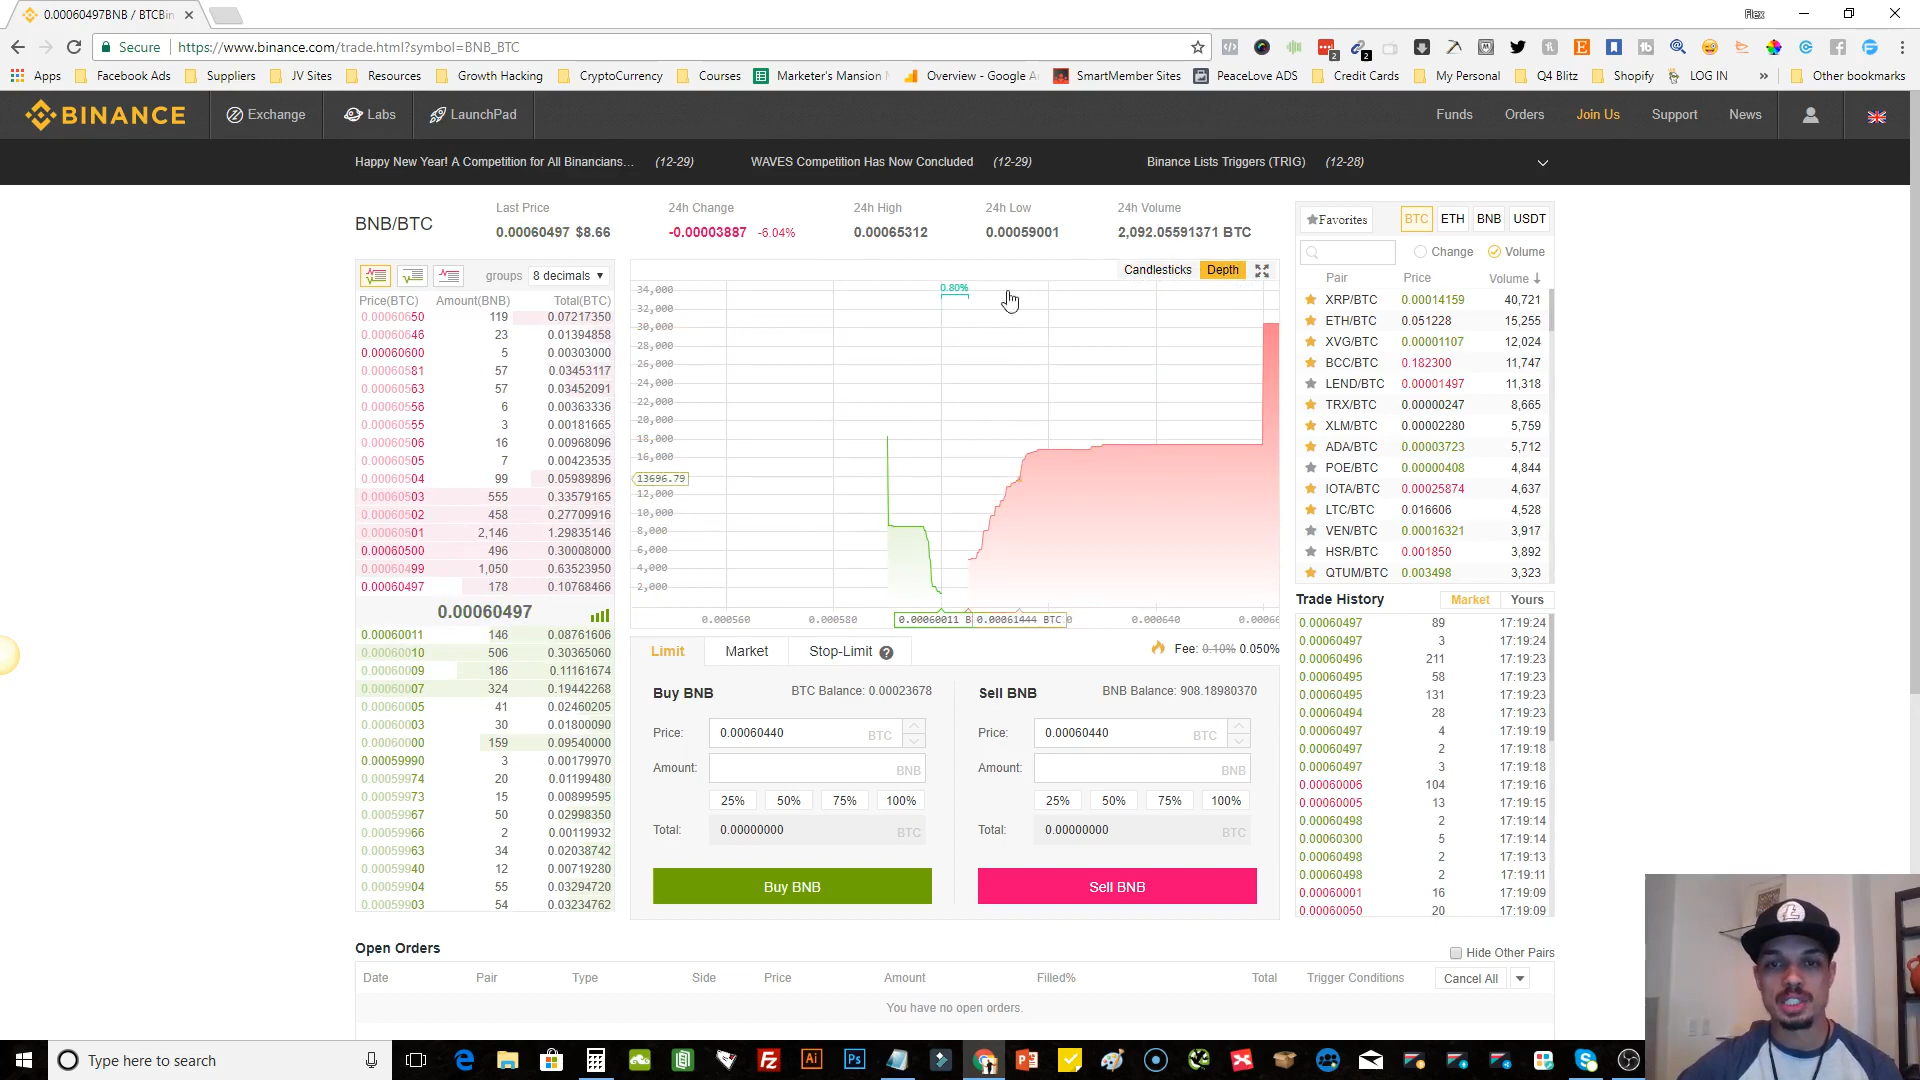 0.00060497BNB / BTCBin
Flex
Secure https://www.binance.com/trade.html?symbol=BNB_BTC
Apps Facebook Ads Suppliers JV Sites Resources Growth Hacking CryptoCurrency Courses Marketer's Mansion Overview - Google A SmartMember Sites PeaceLove ADS Credit Cards My Personal Q4 Blitz Shopify LOG IN » Other bookmarks
BINANCE Exchange Labs LaunchPad Funds Orders Join Us Support News
Happy New Year! A Competition for All Binancians... (12-29) WAVES Competition Has Now Concluded (12-29) Binance Lists Triggers (TRIG) (12-28)
BNB/BTC
Last Price 24h Change 24h High 24h Low 24h Volume
0.00060497 $8.66 -0.00003887 -6.04% 0.00065312 0.00059001 2,092.05591371 BTC
groups 8 decimals
Price(BTC) Amount(BNB) Total(BTC)
0.00060650 119 0.07217350
0.00060646 23 0.01394858
0.00060600 5 0.00303000
0.00060581 57 0.03453117
0.00060563 57 0.03452091
0.00060556 6 0.00363336
0.00060555 3 0.00181665
0.00060506 16 0.00968096
0.00060505 7 0.00423535
0.00060504 99 0.05989896
0.00060503 555 0.33579165
0.00060502 458 0.27709916
0.00060501 2,146 1.29835146
0.00060500 496 0.30008000
0.00060499 1,050 0.63523950
0.00060497 178 0.10768466
0.00060497
0.00060011 146 0.08761606
0.00060010 506 0.30365060
0.00060009 186 0.11161674
0.00060007 324 0.19442268
0.00060005 41 0.02460205
0.00060003 30 0.01800090
0.00060000 159 0.09540000
0.00059990 3 0.00179970
0.00059974 20 0.01199480
0.00059973 15 0.00899595
0.00059967 50 0.02998350
0.00059966 2 0.00119932
0.00059963 34 0.02038742
0.00059940 12 0.00719280
0.00059904 55 0.03294720
0.00059903 54 0.03234762
Candlesticks Depth
0.80%
34,000
32,000
30,000
28,000
26,000
24,000
22,000
20,000
18,000
16,000
13696.79
12,000
10,000
8,000
6,000
4,000
2,000
0.000560 0.000580 0.00060011 B 0.00061444 BTC 0 0.000640 0.00066
Limit Market Stop-Limit ? Fee: 0.10% 0.050%
Buy BNB BTC Balance: 0.00023678
Price: 0.00060440 BTC
Amount: BNB
25% 50% 75% 100%
Total: 0.00000000 BTC
Buy BNB
Sell BNB BNB Balance: 908.18980370
Price: 0.00060440 BTC
Amount: BNB
25% 50% 75% 100%
Total: 0.00000000 BTC
Sell BNB
Favorites BTC ETH BNB USDT
Change Volume
Pair Price Volume
XRP/BTC 0.00014159 40,721
ETH/BTC 0.051228 15,255
XVG/BTC 0.00001107 12,024
BCC/BTC 0.182300 11,747
LEND/BTC 0.00001497 11,318
TRX/BTC 0.00000247 8,665
XLM/BTC 0.00002280 5,759
ADA/BTC 0.00003723 5,712
POE/BTC 0.00000408 4,844
IOTA/BTC 0.00025874 4,637
LTC/BTC 0.016606 4,528
VEN/BTC 0.00016321 3,917
HSR/BTC 0.001850 3,892
QTUM/BTC 0.003498 3,323
Trade History Market Yours
0.00060497 89 17:19:24
0.00060497 3 17:19:24
0.00060496 211 17:19:23
0.00060495 58 17:19:23
0.00060495 131 17:19:23
0.00060494 28 17:19:23
0.00060497 4 17:19:19
0.00060497 2 17:19:18
0.00060497 3 17:19:18
0.00060006 104 17:19:16
0.00060005 13 17:19:15
0.00060498 2 17:19:14
0.00060300 5 17:19:14
0.00060498 2 17:19:13
0.00060498 2 17:19:11
0.00060001 16 17:19:09
0.00060050 20 17:19:09
Open Orders Hide Other Pairs
Date Pair Type Side Price Amount Filled% Total Trigger Conditions Cancel All
You have no open orders.
Type here to search